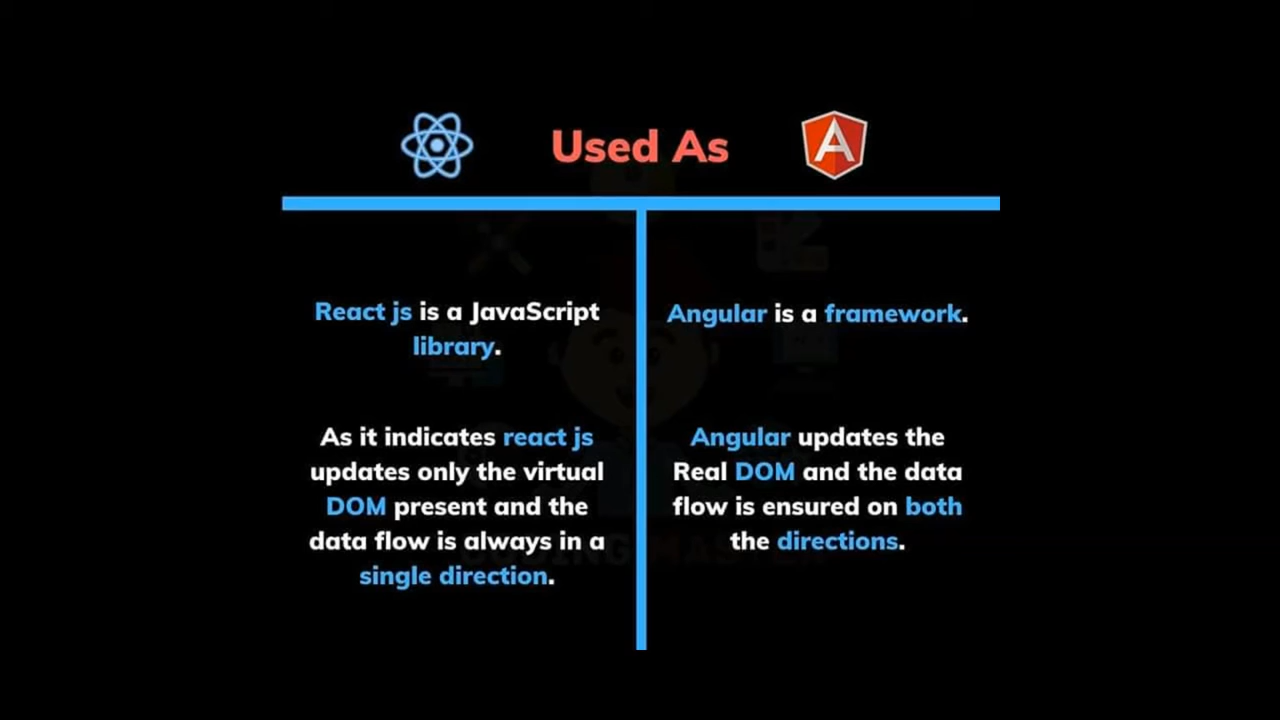 Used As
React js is a JavaScript
library.
As it indicates react js
updates only the virtual
DOM present and the
data flow is always in a
single direction.
Angular is a framework.
Angular updates the
Real DOM and the data
flow is ensured on both
the directions.